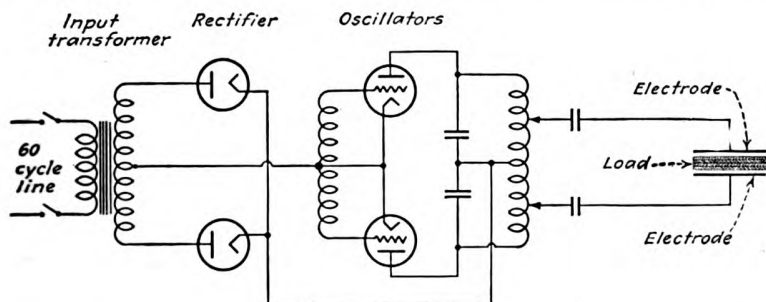 Input
transformer
Rectifier
Oscillators
60
cycle
line
Electrode
Load
Electrode